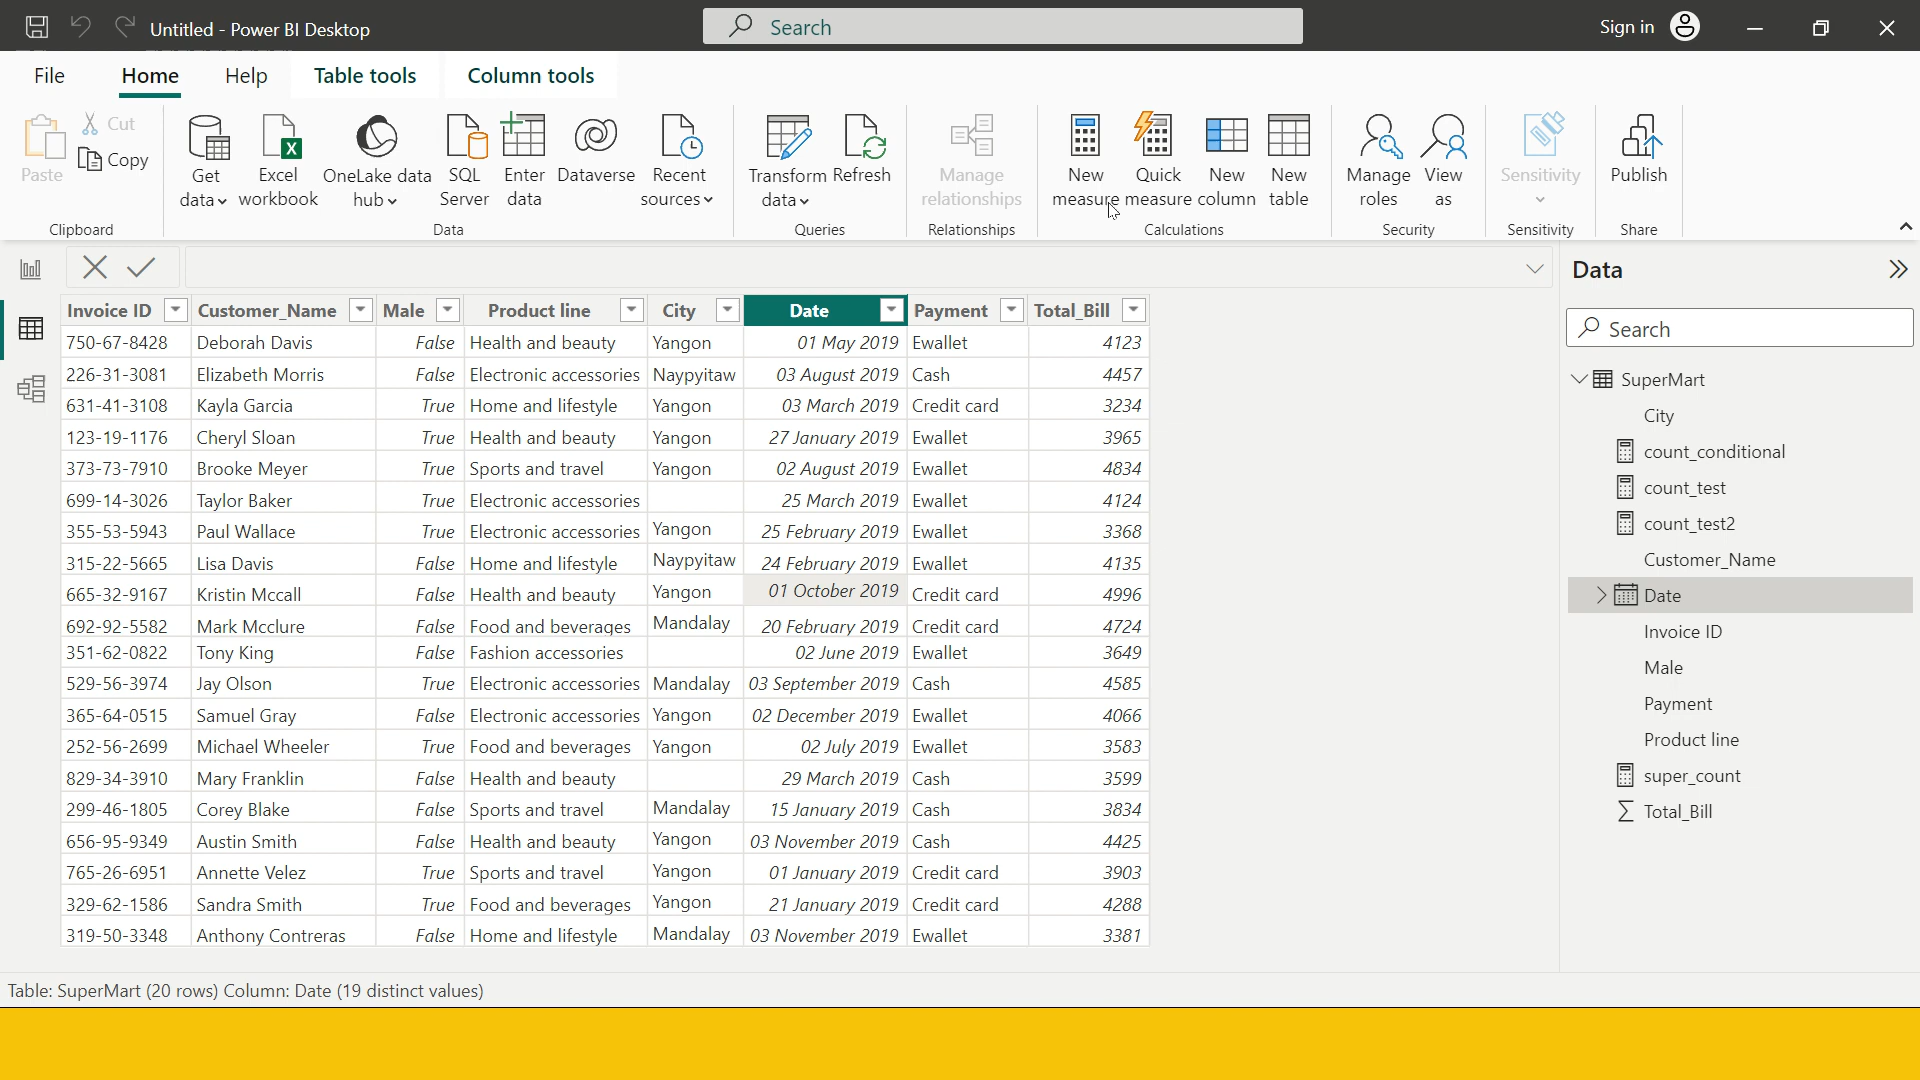 Untitled - Power BI Desktop
Search
Sign in
File
Home
Help
Table tools
Column tools
Paste
Cut
Copy
Clipboard
Get data
Excel workbook
OneLake data hub
SQL Server
Enter data
Dataverse
Recent sources
Data
Transform data
Refresh
Queries
Manage relationships
Relationships
New measure
Quick measure
New column
New table
Calculations
Manage roles
View as
Security
Sensitivity
Sensitivity
Publish
Share
Invoice ID Customer_Name Male Product line City Date Payment Total_Bill
750-67-8428 Deborah Davis False Health and beauty Yangon 01 May 2019 Ewallet 4123
226-31-3081 Elizabeth Morris False Electronic accessories Naypyitaw 03 August 2019 Cash 4457
631-41-3108 Kayla Garcia True Home and lifestyle Yangon 03 March 2019 Credit card 3234
123-19-1176 Cheryl Sloan True Health and beauty Yangon 27 January 2019 Ewallet 3965
373-73-7910 Brooke Meyer True Sports and travel Yangon 02 August 2019 Ewallet 4834
699-14-3026 Taylor Baker True Electronic accessories 25 March 2019 Ewallet 4124
355-53-5943 Paul Wallace True Electronic accessories Yangon 25 February 2019 Ewallet 3368
315-22-5665 Lisa Davis False Home and lifestyle Naypyitaw 24 February 2019 Ewallet 4135
665-32-9167 Kristin Mccall False Health and beauty Yangon 01 October 2019 Credit card 4996
692-92-5582 Mark Mcclure False Food and beverages Mandalay 20 February 2019 Credit card 4724
351-62-0822 Tony King False Fashion accessories 02 June 2019 Ewallet 3649
529-56-3974 Jay Olson True Electronic accessories Mandalay 03 September 2019 Cash 4585
365-64-0515 Samuel Gray False Electronic accessories Yangon 02 December 2019 Ewallet 4066
252-56-2699 Michael Wheeler True Food and beverages Yangon 02 July 2019 Ewallet 3583
829-34-3910 Mary Franklin False Health and beauty 29 March 2019 Cash 3599
299-46-1805 Corey Blake False Sports and travel Mandalay 15 January 2019 Cash 3834
656-95-9349 Austin Smith False Health and beauty Yangon 03 November 2019 Cash 4425
765-26-6951 Annette Velez True Sports and travel Yangon 01 January 2019 Credit card 3903
329-62-1586 Sandra Smith True Food and beverages Yangon 21 January 2019 Credit card 4288
319-50-3348 Anthony Contreras False Home and lifestyle Mandalay 03 November 2019 Ewallet 3381
Data
Search
SuperMart
City
count_conditional
count_test
count_test2
Customer_Name
Date
Invoice ID
Male
Payment
Product line
super_count
Total_Bill
Table: SuperMart (20 rows) Column: Date (19 distinct values)